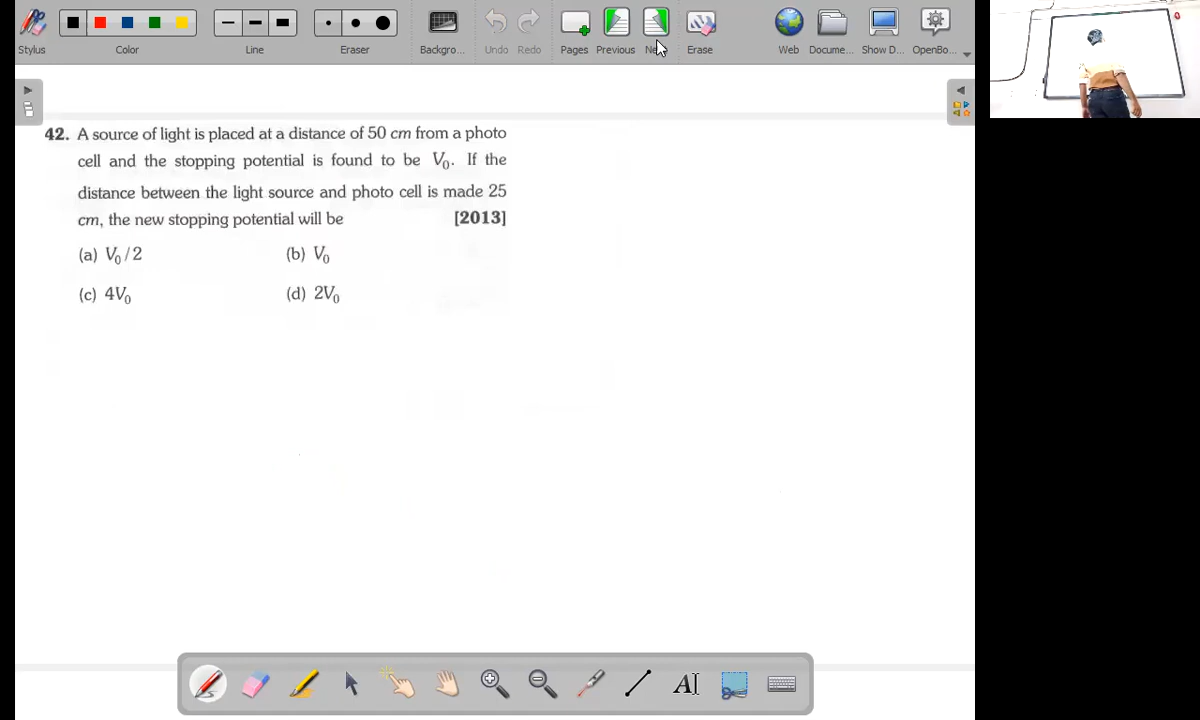 Stylus
Color
Line
Eraser
Backgro...
Undo
Redo
Pages
Previous
Erase
Web
Docume...
Show D...
OpenBo...
42. A source of light is placed at a distance of 50 cm from a photo
cell and the stopping potential is found to be V₀. If the
distance between the light source and photo cell is made 25
cm, the new stopping potential will be [2013]
(a) V₀/2 (b) V₀
(c) 4V₀ (d) 2V₀
AI